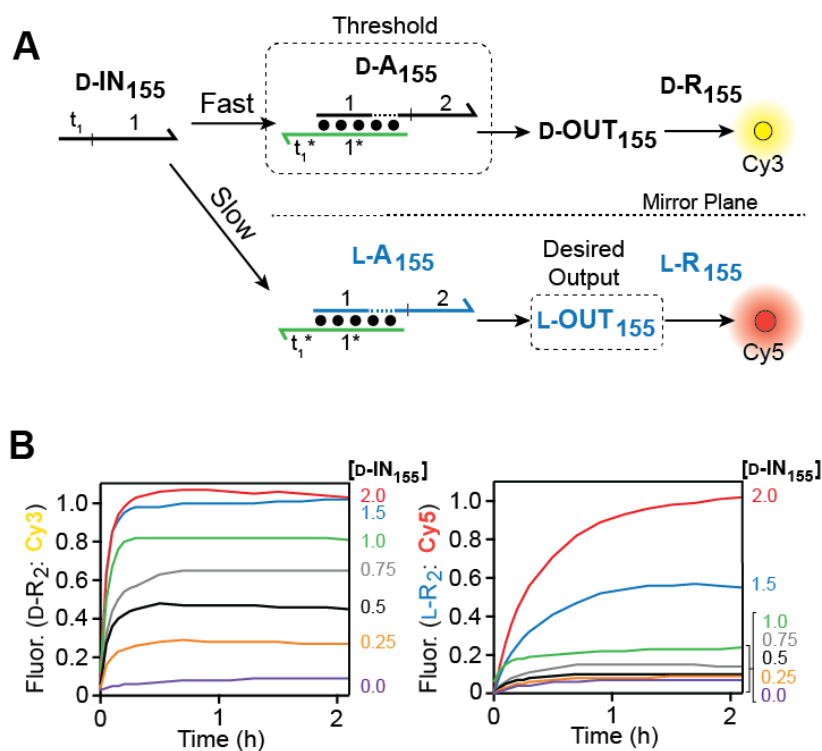 A
Threshold
D-IN155
D-A155
D-R155
t1 1
Fast
1 2
t1* 1*
D-OUT155
Cy3
Mirror Plane
Slow
L-A155
Desired
Output
L-R155
1 2
L-OUT155
t1* 1*
Cy5
B
[D-IN155]
Fluor. (D-R2: Cy3)
1.0
0.8
0.6
0.4
0.2
0
0 1 2
Time (h)
2.0
1.5
1.0
0.75
0.5
0.25
0.0
[D-IN155]
Fluor. (L-R2: Cy5)
1.0
0.8
0.6
0.4
0.2
0
0 1 2
Time (h)
2.0
1.5
1.0
0.75
0.5
0.25
0.0